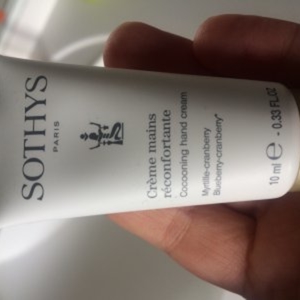 SOTHYS
PARIS
Crème mains
réconfortante
Cocooning hand cream
Myrtille-cranberry
Blueberry-cranberry*
10 ml ℮ - 0.33 FL.OZ